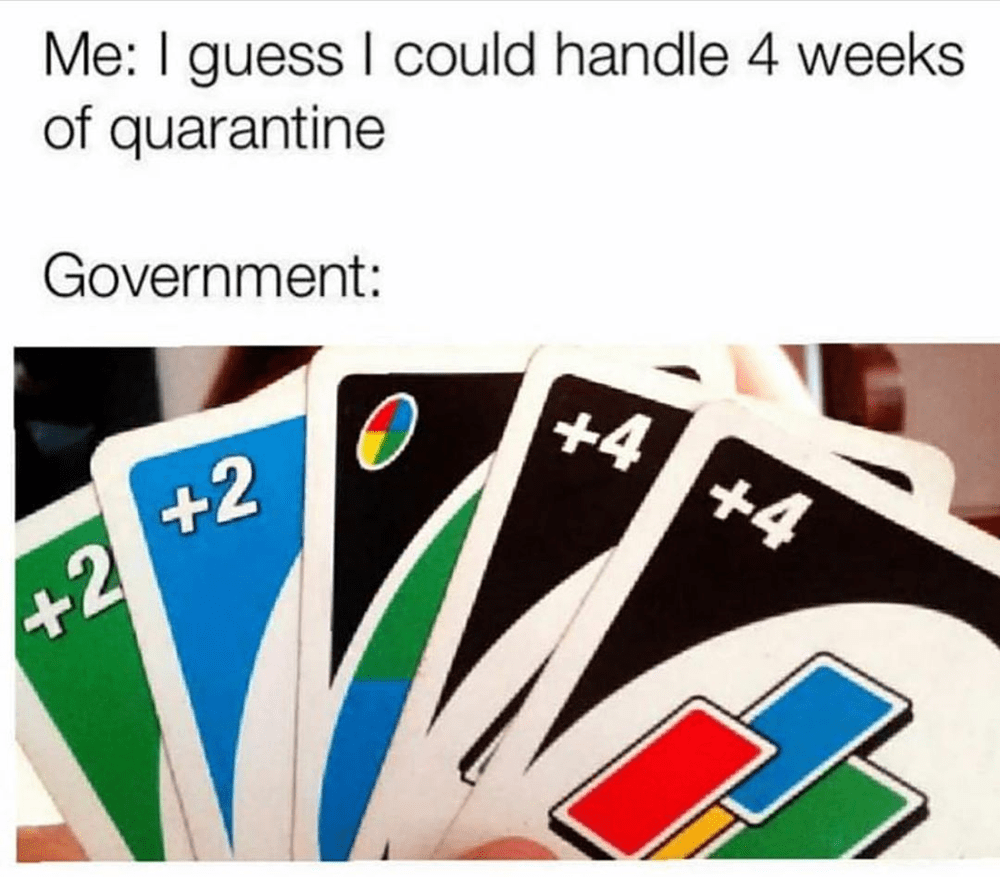 Me: I guess I could handle 4 weeks
of quarantine
Government:
+2
+2
+4
+4